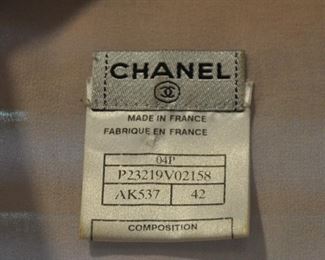 CHANEL
MADE IN FRANCE
FABRIQUE EN FRANCE
04P
P23219V02158
AK537 42
COMPOSITION